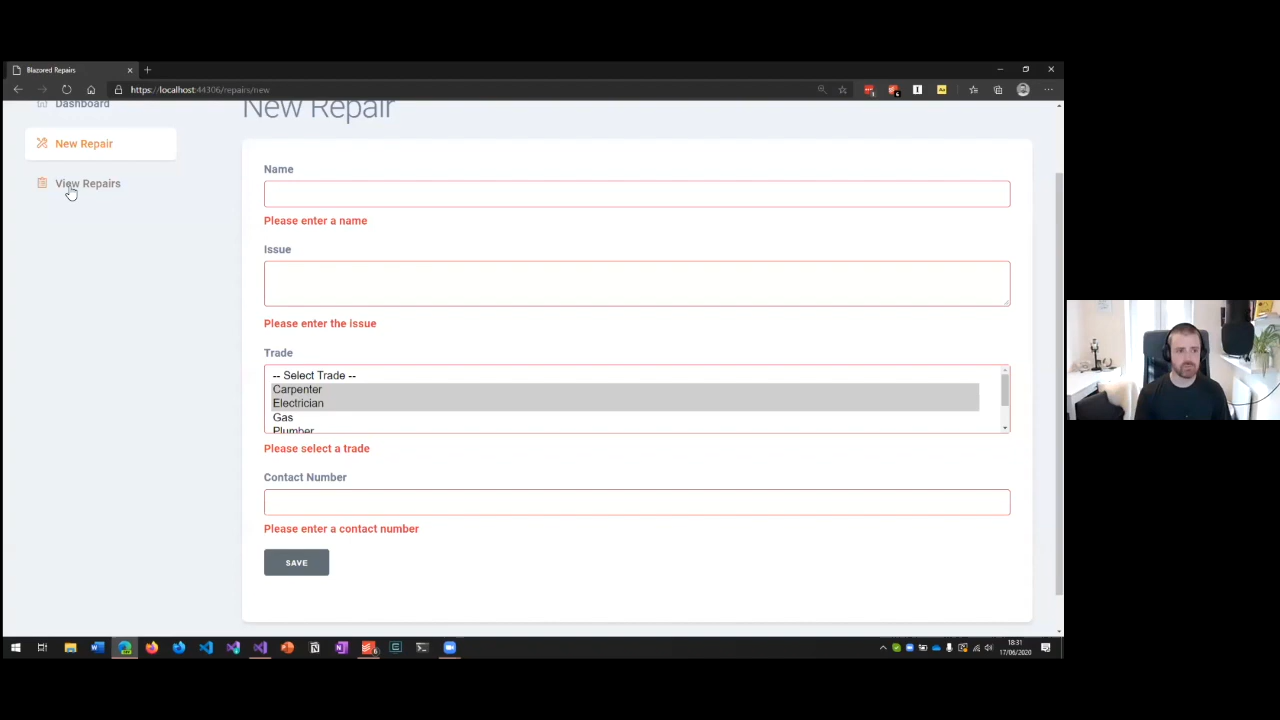 Blazored Repairs
https://localhost:44306/repairs/new
Dashboard
New Repair
View Repairs
New Repair
Name
Please enter a name
Issue
Please enter the issue
Trade
-- Select Trade --
Carpenter
Electrician
Gas
Plumber
Please select a trade
Contact Number
Please enter a contact number
SAVE
18:31
17/06/2020